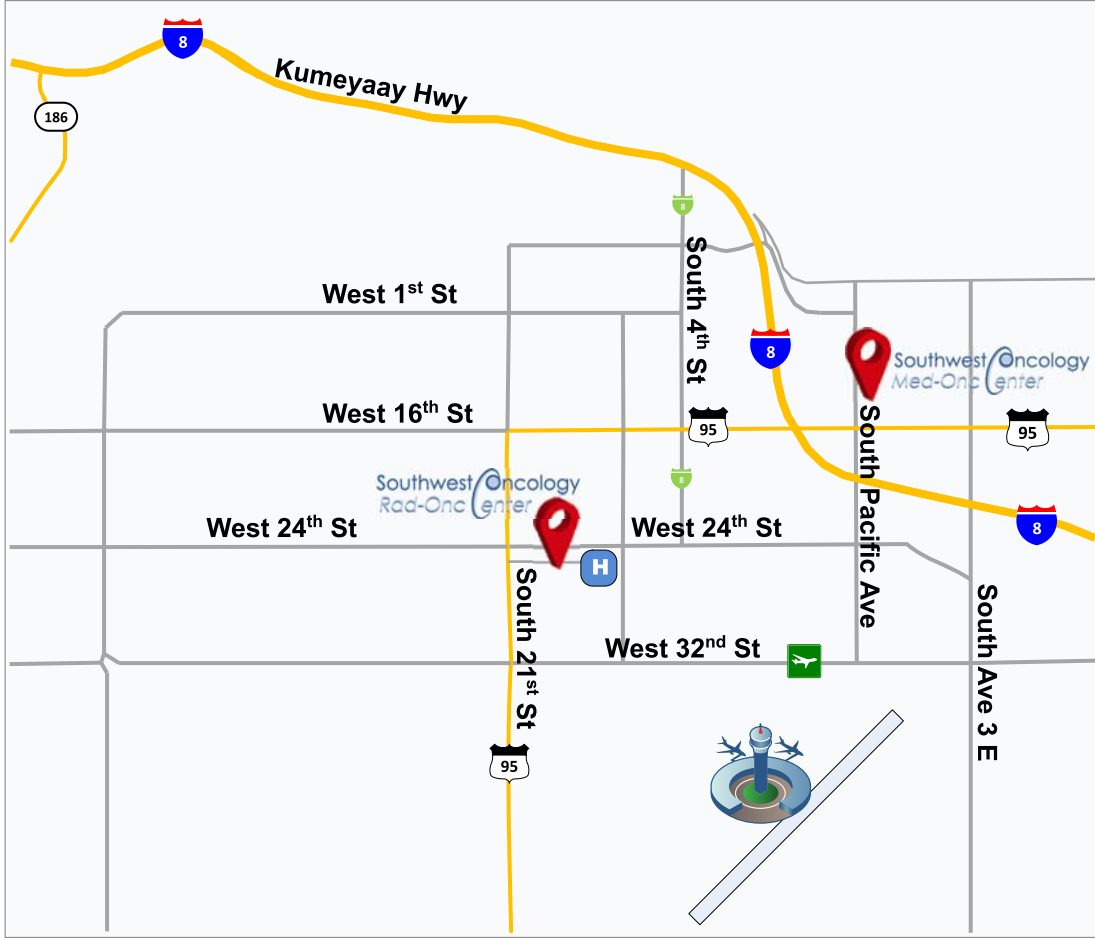 8
Kumeyaay Hwy
186
8
South 4th St
West 1st St
8
Southwest Oncology
Med-Onc Center
West 16th St
95
95
South Pacific Ave
Southwest Oncology
Rad-Onc Center
8
West 24th St
West 24th St
8
H
South 21st St
South Ave 3 E
West 32nd St
95